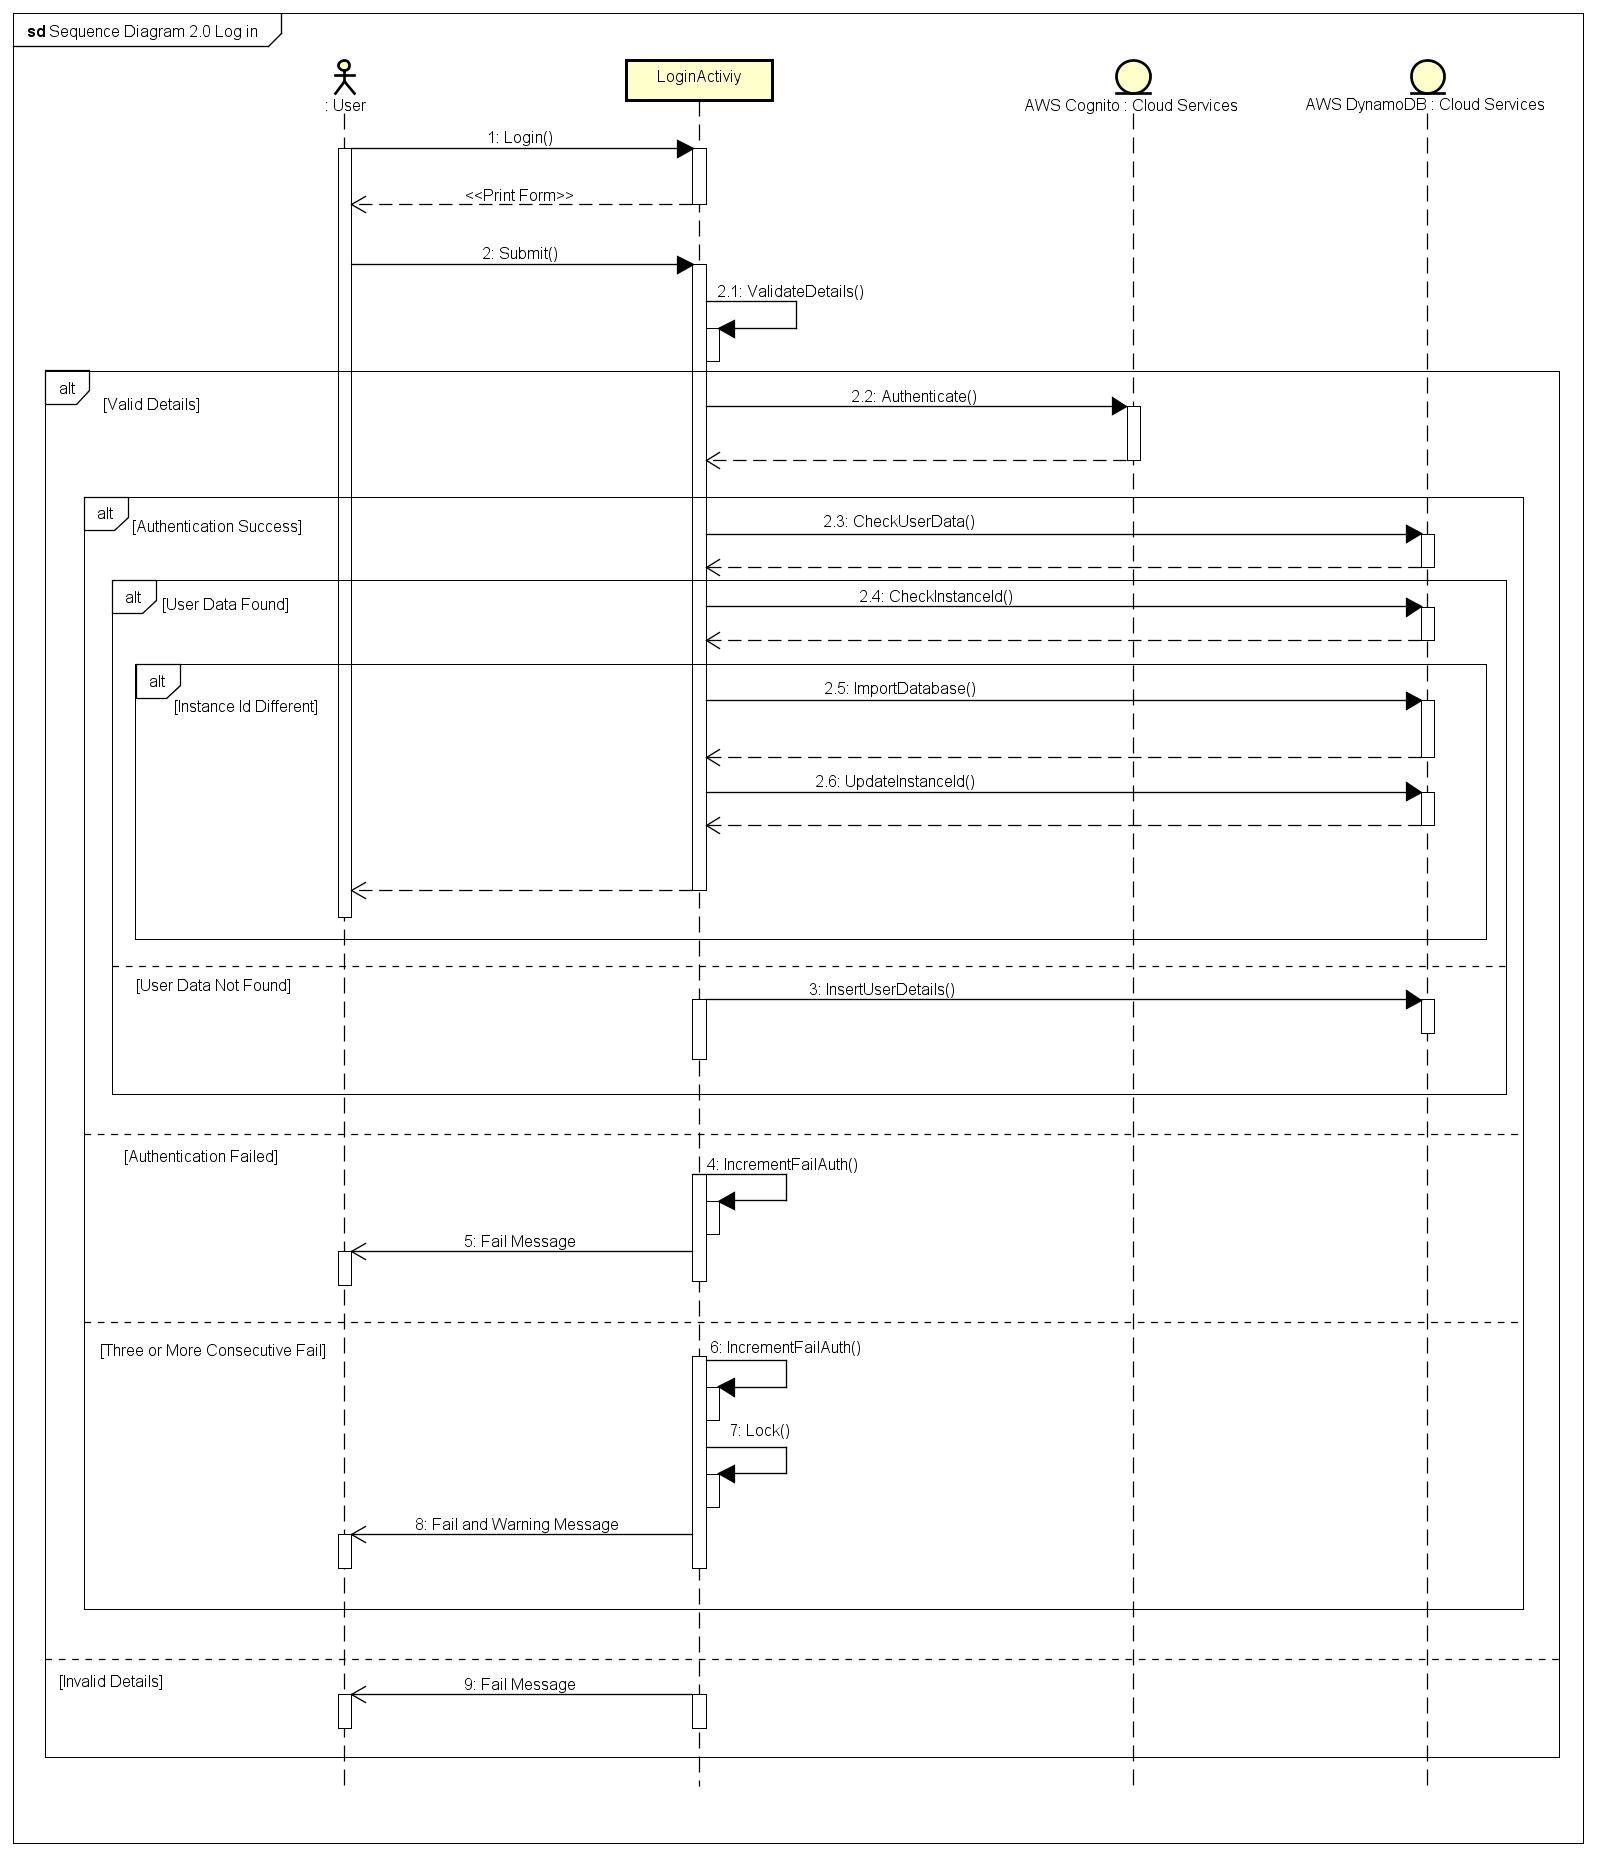 sd Sequence Diagram 2.0 Log in
: User
LoginActiviy
AWS Cognito : Cloud Services
AWS DynamoDB : Cloud Services
1: Login()
<<Print Form>>
2: Submit()
2.1: ValidateDetails()
alt
[Valid Details]
2.2: Authenticate()
alt
[Authentication Success]
2.3: CheckUserData()
alt
[User Data Found]
2.4: CheckInstanceId()
alt
[Instance Id Different]
2.5: ImportDatabase()
2.6: UpdateInstanceId()
[User Data Not Found]
3: InsertUserDetails()
[Authentication Failed]
4: IncrementFailAuth()
5: Fail Message
[Three or More Consecutive Fail]
6: IncrementFailAuth()
7: Lock()
8: Fail and Warning Message
[Invalid Details]
9: Fail Message